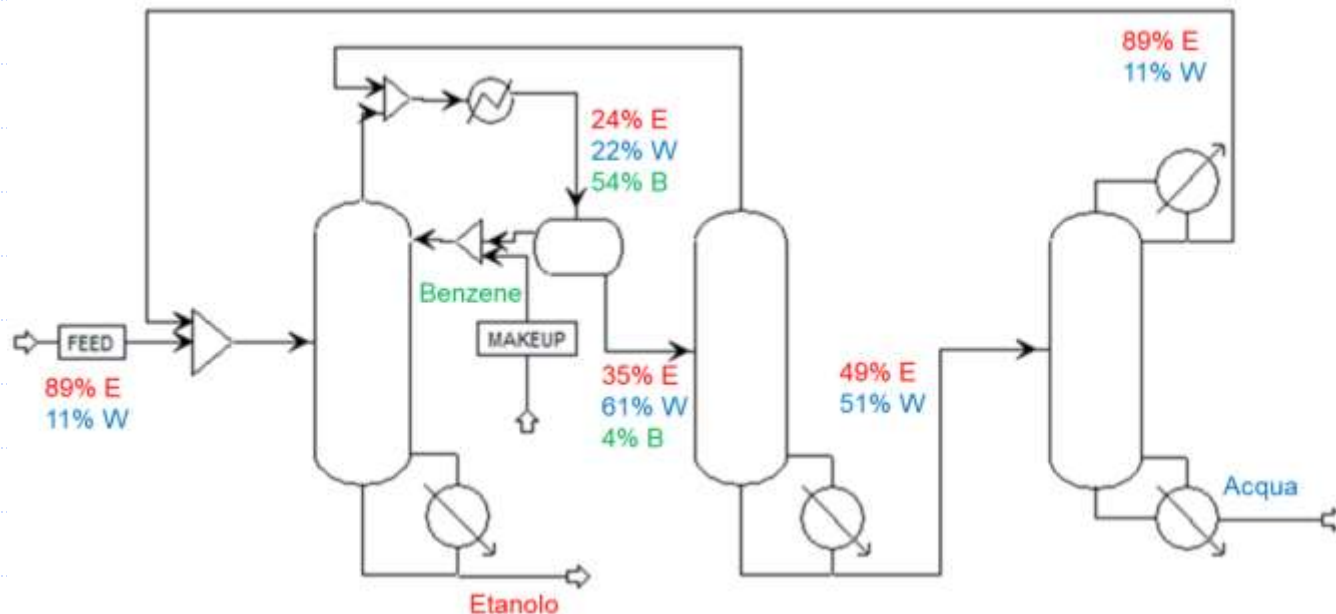 89% E
11% W
24% E
22% W
54% B
Benzene
FEED
MAKEUP
89% E
11% W
35% E
61% W
4% B
49% E
51% W
Acqua
Etanolo